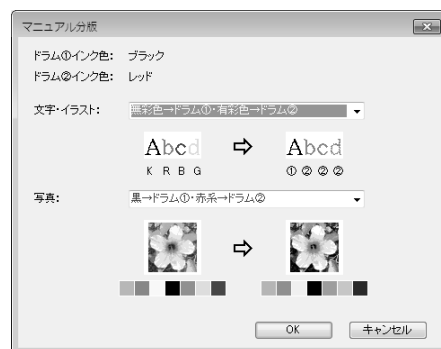 マニュアル分版
ドラム①インク色: ブラック
ドラム②インク色: レッド
文字・イラスト: 無彩色→ドラム①・有彩色→ドラム②
Abcd ⇨ Abcd
K R B G ① ② ② ②
写真: 黒→ドラム①・赤系→ドラム②
OK キャンセル